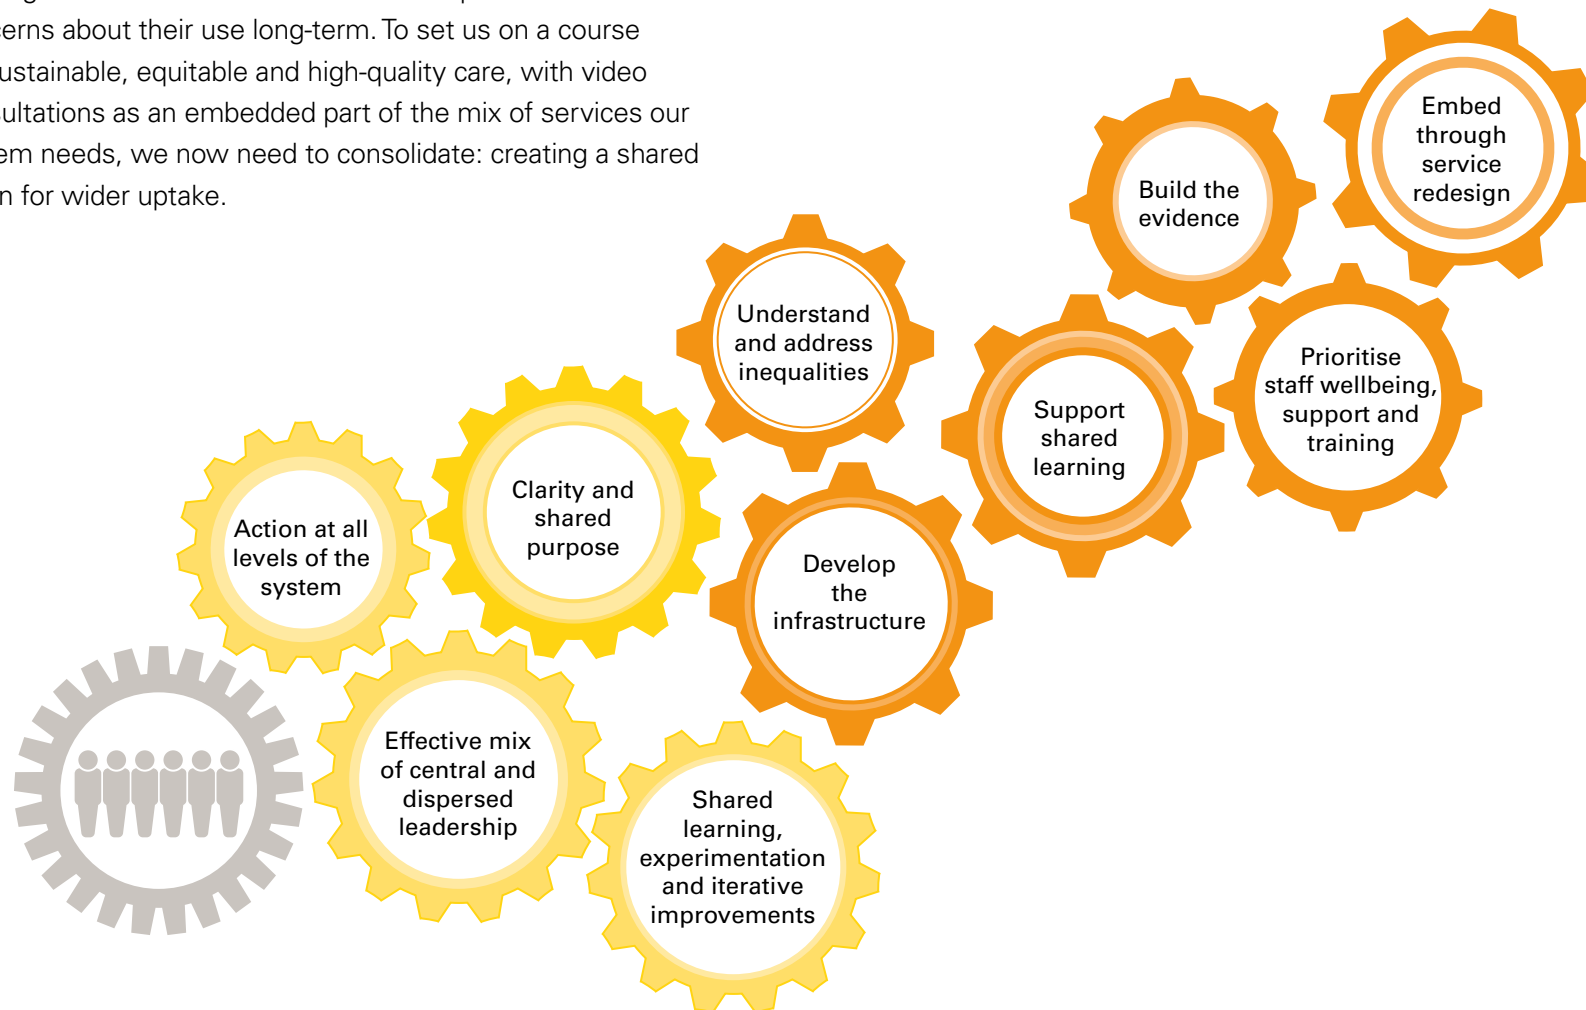 about their use long-term. To set us on a course
sustainable, equitable and high-quality care, with video
as an embedded part of the mix of services our
needs, we now need to consolidate: creating a shared
for wider uptake.
Embed
through
service
redesign
Build the
evidence
Understand
and address
inequalities
Prioritise
staff wellbeing,
support and
training
Support
shared
learning
Clarity and
shared
purpose
Action at all
levels of the
system
Develop
the
infrastructure
Effective mix
of central and
dispersed
leadership
Shared
learning,
experimentation
and iterative
improvements